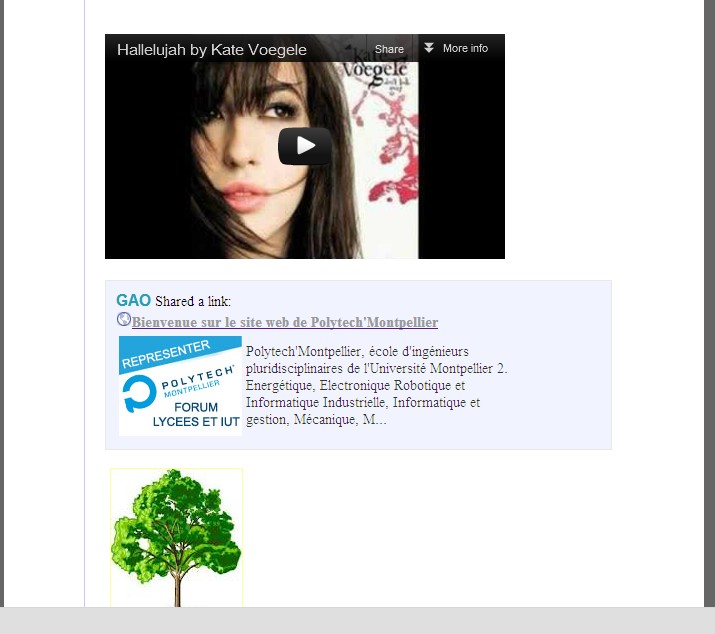 Hallelujah by Kate Voegele
Share
More info
Kate
Voegele
GAO Shared a link:
Bienvenue sur le site web de Polytech'Montpellier
REPRESENTER
POLYTECH'
MONTPELLIER
FORUM
LYCEES ET IUT
Polytech'Montpellier, école d'ingénieurs
pluridisciplinaires de l'Université Montpellier 2.
Energétique, Electronique Robotique et
Informatique Industrielle, Informatique et
gestion, Mécanique, M...